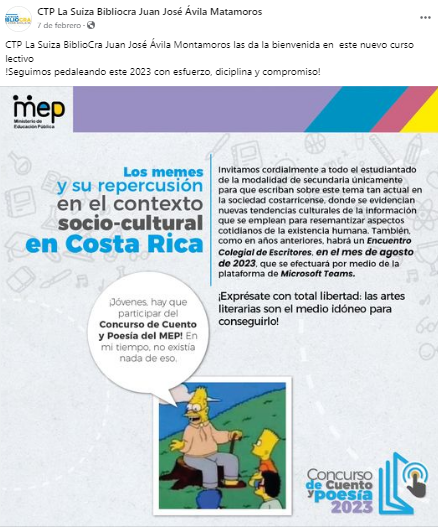 CTP La Suiza Bibliocra Juan José Ávila Matamoros
7 de febrero ·
CTP La Suiza BiblioCra Juan José Ávila Montamoros las da la bienvenida en este nuevo curso
lectivo
!Seguimos pedaleando este 2023 con esfuerzo, diciplina y compromiso!
mep
Ministerio de
Educación Pública
Los memes
y su repercusión
en el contexto
socio-cultural
en Costa Rica
Invitamos cordialmente a todo el estudiantado
de la modalidad de secundaria únicamente
para que escriban sobre este tema tan actual en
la sociedad costarricense, donde se evidencian
nuevas tendencias culturales de la información
que se emplean para resemantizar aspectos
cotidianos de la existencia humana. También,
como en años anteriores, habrá un Encuentro
Colegial de Escritores, en el mes de agosto
de 2023, que se efectuará por medio de la
plataforma de Microsoft Teams.
¡Exprésate con total libertad: las artes
literarias son el medio idóneo para
conseguirlo!
¡Jóvenes, hay que
participar del
Concurso de Cuento
y Poesía del MEP! En
mi tiempo, no existía
nada de eso.
Concurso
de Cuento
y poesía
2023